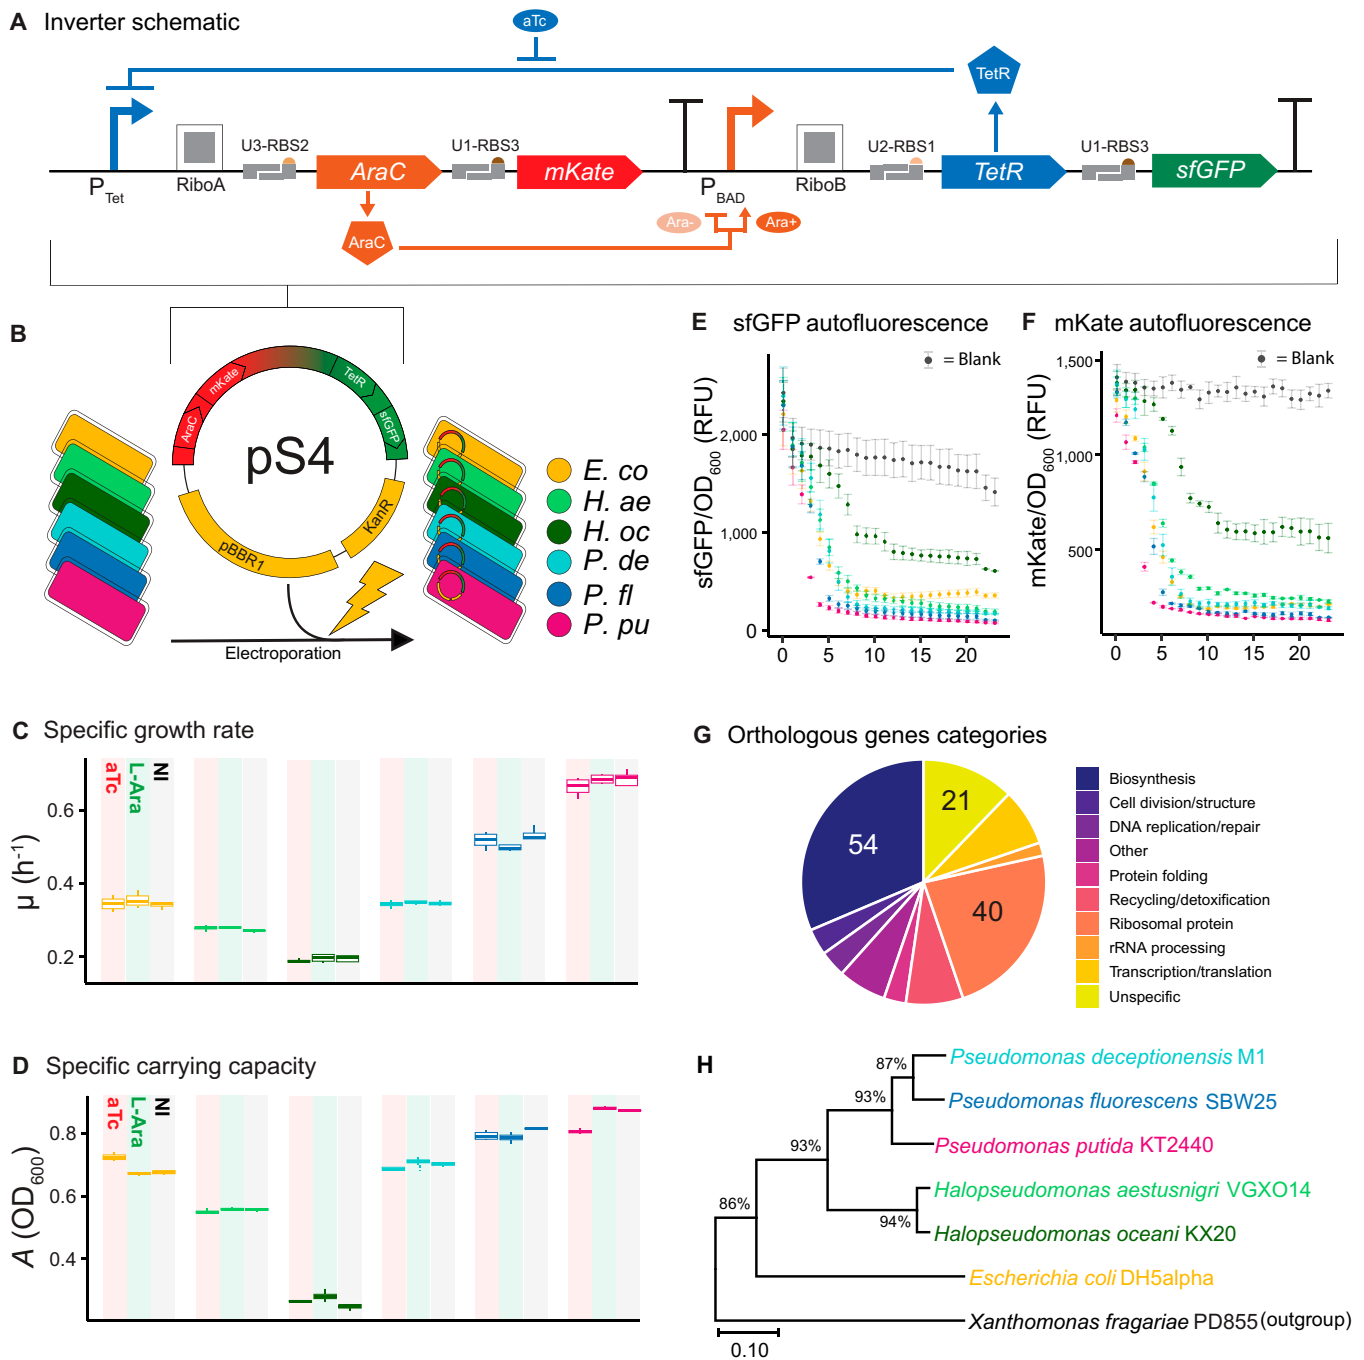 A Inverter schematic
aTc
TetR
U3-RBS2
U1-RBS3
U2-RBS1
U1-RBS3
AraC
mKate
TetR
sfGFP
PTet
RiboA
PBAD
RiboB
Ara-
Ara+
AraC
B
AraC
mKate
TetR
sfGFP
pS4
pBBR1
KanR
Electroporation
E. co
H. ae
H. oc
P. de
P. fl
P. pu
E sfGFP autofluorescence
= Blank
sfGFP/OD600 (RFU)
2,000
1,000
0
0 5 10 15 20
F mKate autofluorescence
= Blank
mKate/OD600 (RFU)
1,500
1,000
500
0 5 10 15 20
C Specific growth rate
aTc
L-Ara
NI
µ (h-1)
0.6
0.4
0.2
D Specific carrying capacity
aTc
L-Ara
NI
A (OD600)
0.8
0.6
0.4
G Orthologous genes categories
54
21
40
Biosynthesis
Cell division/structure
DNA replication/repair
Other
Protein folding
Recycling/detoxification
Ribosomal protein
rRNA processing
Transcription/translation
Unspecific
H
87%
93%
93%
86%
94%
Pseudomonas deceptionensis M1
Pseudomonas fluorescens SBW25
Pseudomonas putida KT2440
Halopseudomonas aestusnigri VGXO14
Halopseudomonas oceani KX20
Escherichia coli DH5alpha
Xanthomonas fragariae PD855 (outgroup)
0.10